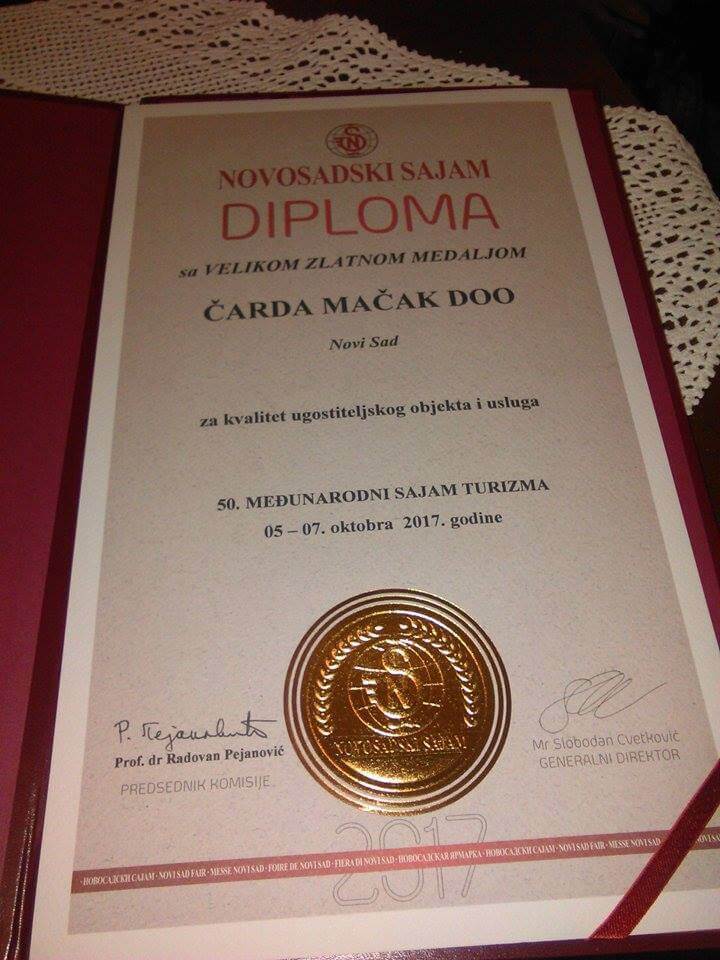 NOVOSADSKI SAJAM
DIPLOMA
sa VELIKOM ZLATNOM MEDALJOM
ČARDA MAČAK DOO
Novi Sad
za kvalitet ugostiteljskog objekta i usluga
50. MEĐUNARODNI SAJAM TURIZMA
05 – 07. oktobra 2017. godine
NOVOSADSKI SAJAM
Prof. dr Radovan Pejanović
PREDSEDNIK KOMISIJE
Mr Slobodan Cvetković
GENERALNI DIREKTOR
2017
· НОВОСАДСКИ САЈАМ · NOVI SAD FAIR · MESSE NOVI SAD · FOIRE DE NOVI SAD · FIERA DI NOVI SAD · НОВОСАДСКАЯ ЯРМАРКА · НОВОСАДСКИ САЈАМ · NOVI SAD FAIR · MESSE NOVI SAD